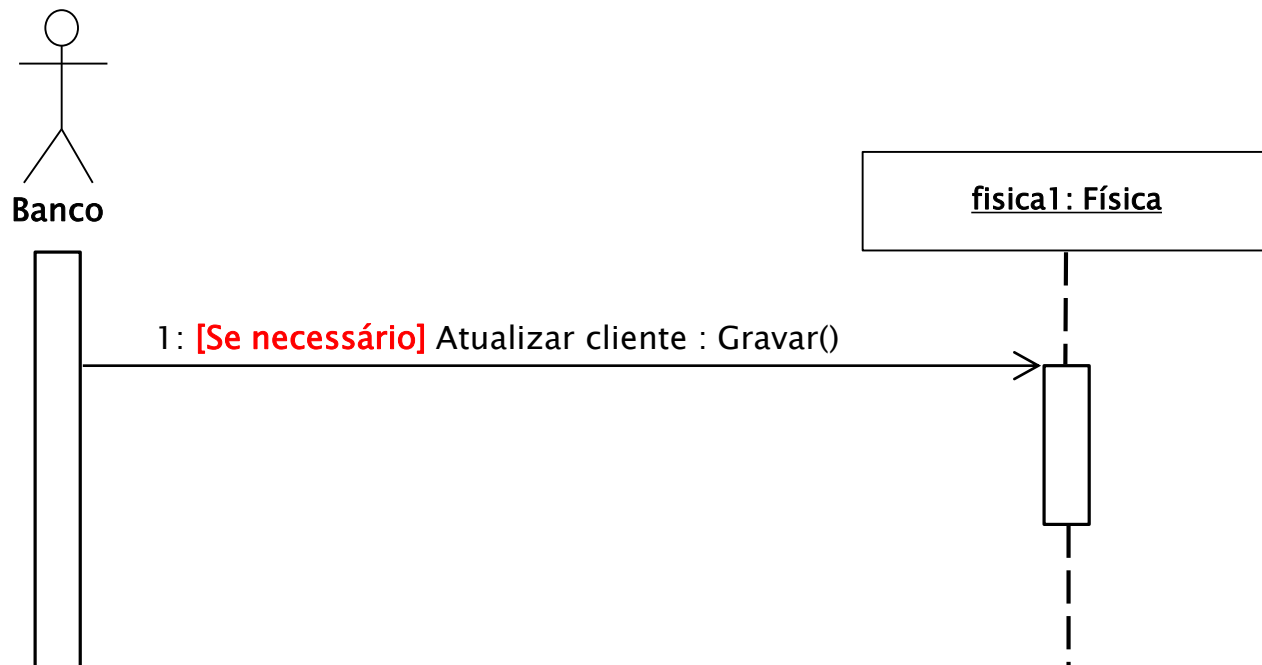 Banco
fisica1: Física
1: [Se necessário] Atualizar cliente : Gravar()